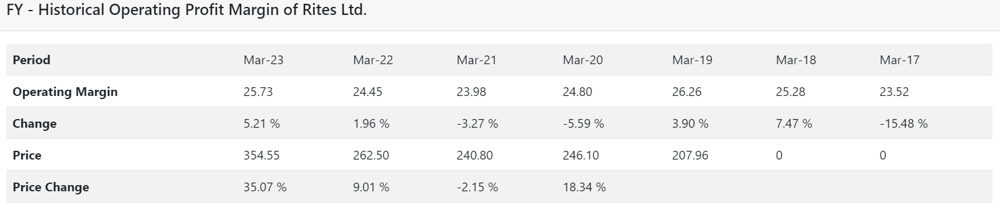 FY - Historical Operating Profit Margin of Rites Ltd.
Period Mar-23 Mar-22 Mar-21 Mar-20 Mar-19 Mar-18 Mar-17
Operating Margin 25.73 24.45 23.98 24.80 26.26 25.28 23.52
Change 5.21 % 1.96 % -3.27 % -5.59 % 3.90 % 7.47 % -15.48 %
Price 354.55 262.50 240.80 246.10 207.96 0 0
Price Change 35.07 % 9.01 % -2.15 % 18.34 %